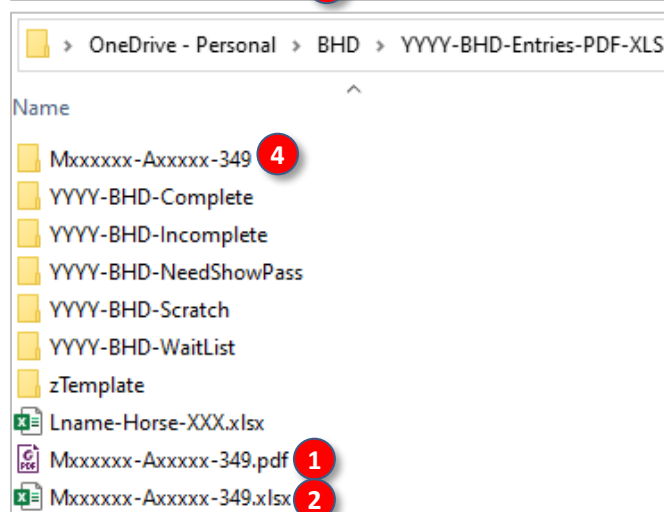 OneDrive - Personal > BHD > YYYY-BHD-Entries-PDF-XLS
Name
Mxxxxxx-Axxxxx-349 4
YYYY-BHD-Complete
YYYY-BHD-Incomplete
YYYY-BHD-NeedShowPass
YYYY-BHD-Scratch
YYYY-BHD-WaitList
zTemplate
Lname-Horse-XXX.xlsx
Mxxxxxx-Axxxxx-349.pdf 1
Mxxxxxx-Axxxxx-349.xlsx 2